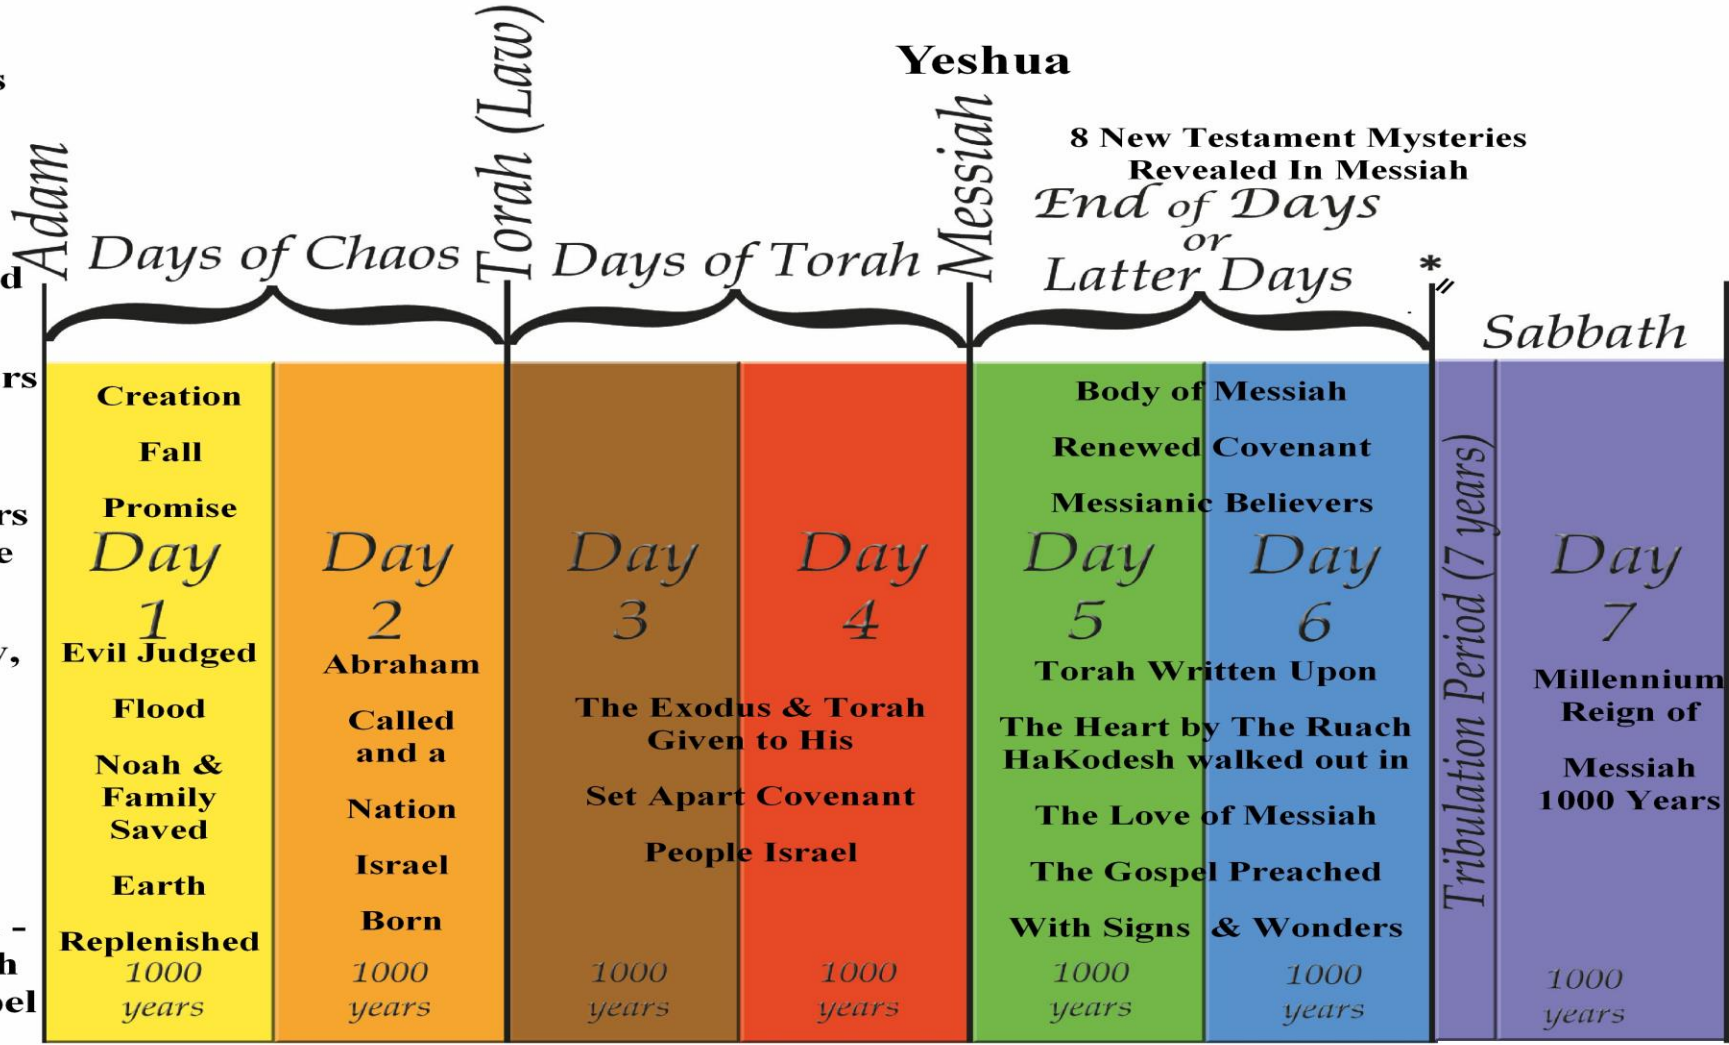 Yeshua
8 New Testament Mysteries
Revealed In Messiah
Adam
Torah (Law)
Messiah
Days of Chaos
Days of Torah
End of Days
or
Latter Days
*
Sabbath
Creation
Fall
Promise
Day
1
Evil Judged
Flood
Noah &
Family
Saved
Earth
Replenished
1000
years
Day
2
Abraham
Called
and a
Nation
Israel
Born
1000
years
Day
3
Day
4
The Exodus & Torah
Given to His
Set Apart Covenant
People Israel
1000
years
1000
years
Body of Messiah
Renewed Covenant
Messianic Believers
Day
5
Day
6
Torah Written Upon
The Heart by The Ruach
HaKodesh walked out in
The Love of Messiah
The Gospel Preached
With Signs & Wonders
1000
years
1000
years
Tribulation Period (7 years)
Day
7
Millennium
Reign of
Messiah
1000 Years
1000
years